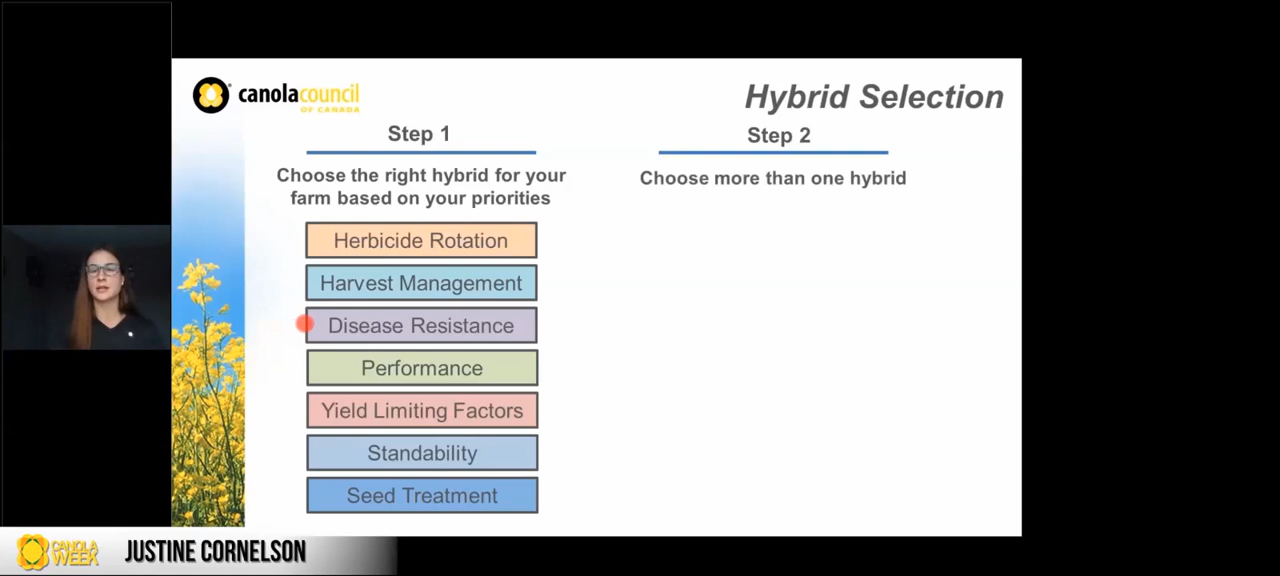 canolacouncil
OF CANADA
Hybrid Selection
Step 1
Choose the right hybrid for your
farm based on your priorities
Herbicide Rotation
Harvest Management
Disease Resistance
Performance
Yield Limiting Factors
Standability
Seed Treatment
Step 2
Choose more than one hybrid
CANOLA
WEEK
JUSTINE CORNELSON